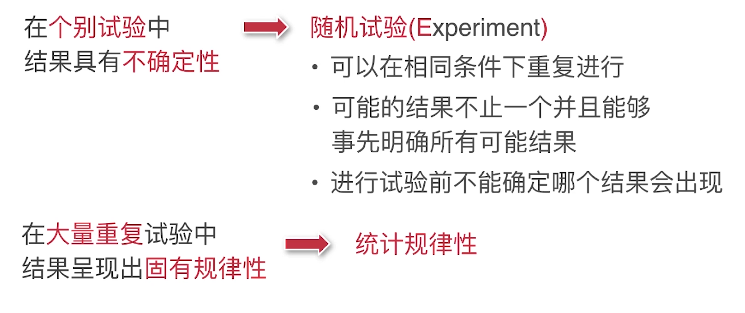 在个别试验中
结果具有不确定性
随机试验(Experiment)
• 可以在相同条件下重复进行
• 可能的结果不止一个并且能够
事先明确所有可能结果
• 进行试验前不能确定哪个结果会出现
在大量重复试验中
结果呈现出固有规律性
统计规律性